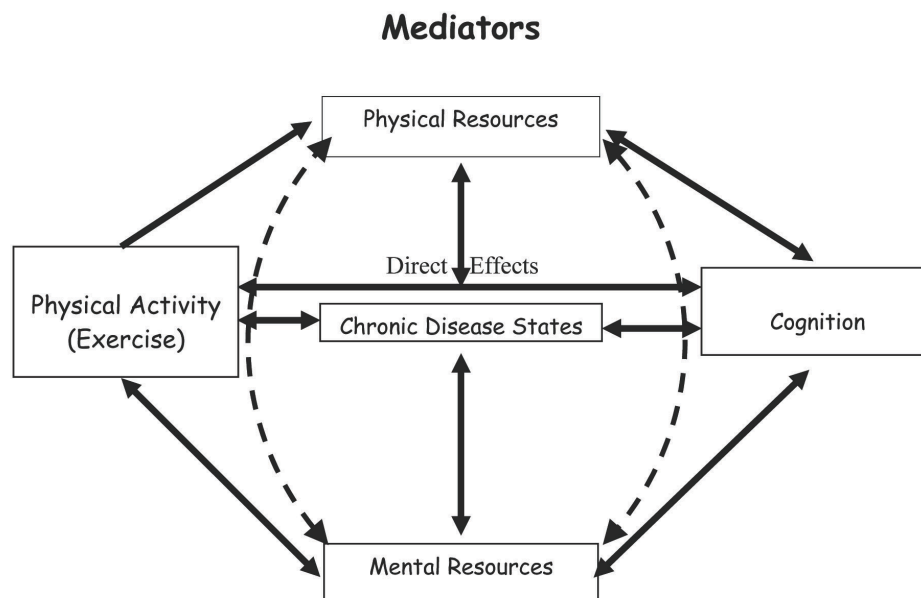 Mediators
Physical Resources
Direct Effects
Physical Activity
(Exercise)
Chronic Disease States
Cognition
Mental Resources